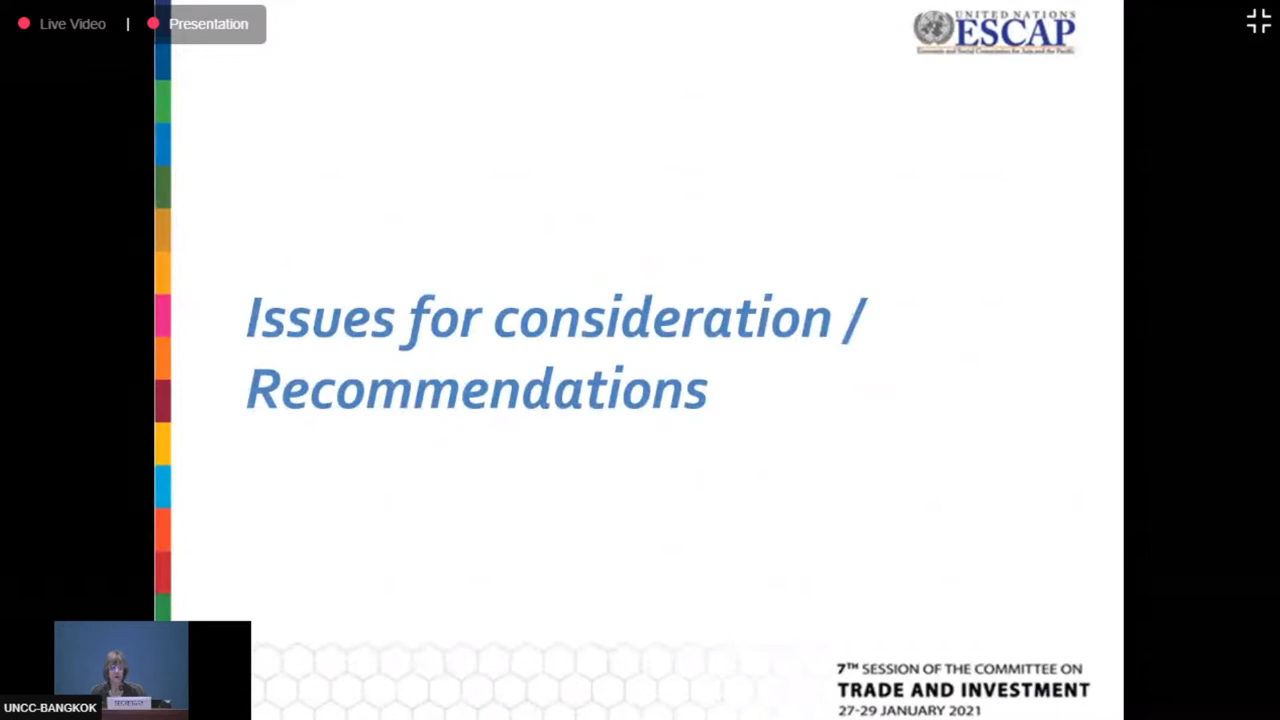 Live Video | Presentation
UNITED NATIONS
ESCAP
Economic and Social Commission for Asia and the Pacific
Issues for consideration /
Recommendations
SECRETARIAT
UNCC-BANGKOK
7TH SESSION OF THE COMMITTEE ON
TRADE AND INVESTMENT
27-29 JANUARY 2021